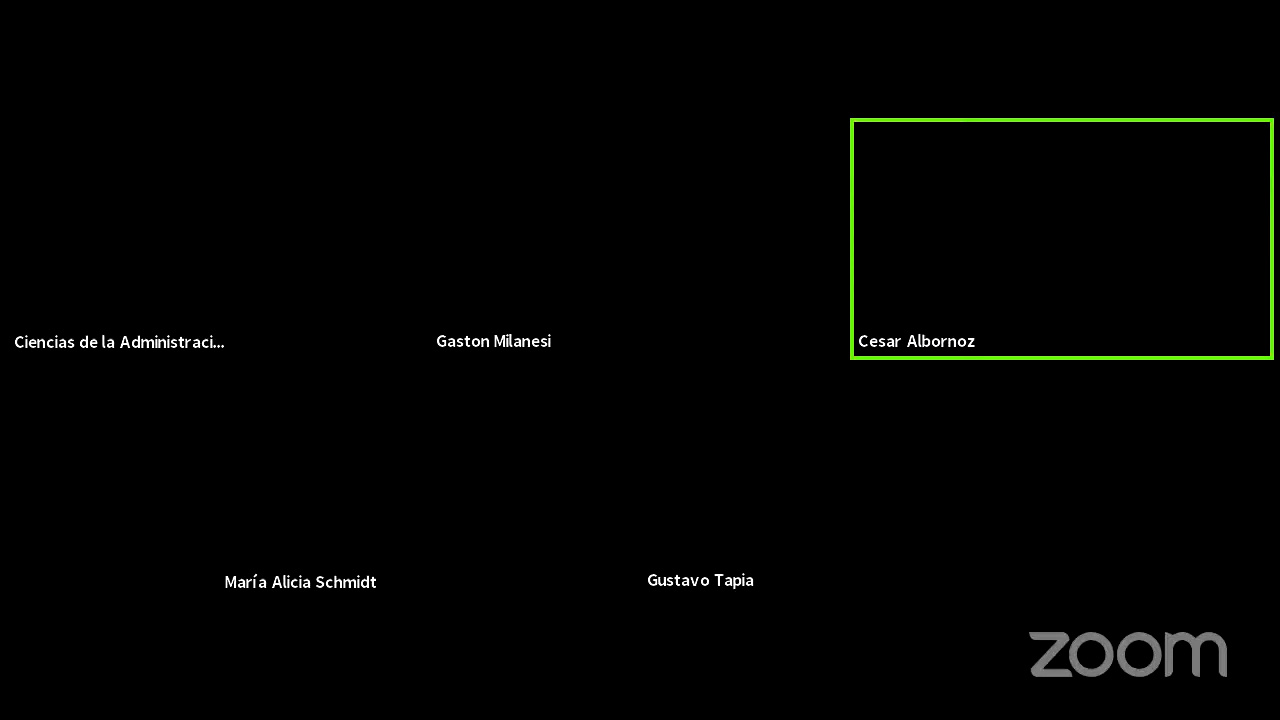 Ciencias de la Administraci...
Gaston Milanesi
Cesar Albornoz
María Alicia Schmidt
Gustavo Tapia
zoom